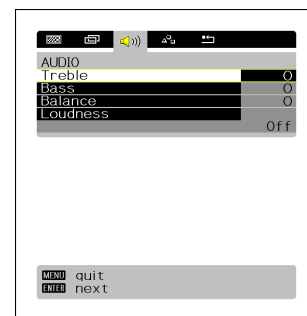 AUDIO
Treble 0
Bass 0
Balance 0
Loudness
Off
MENU quit
ENTER next